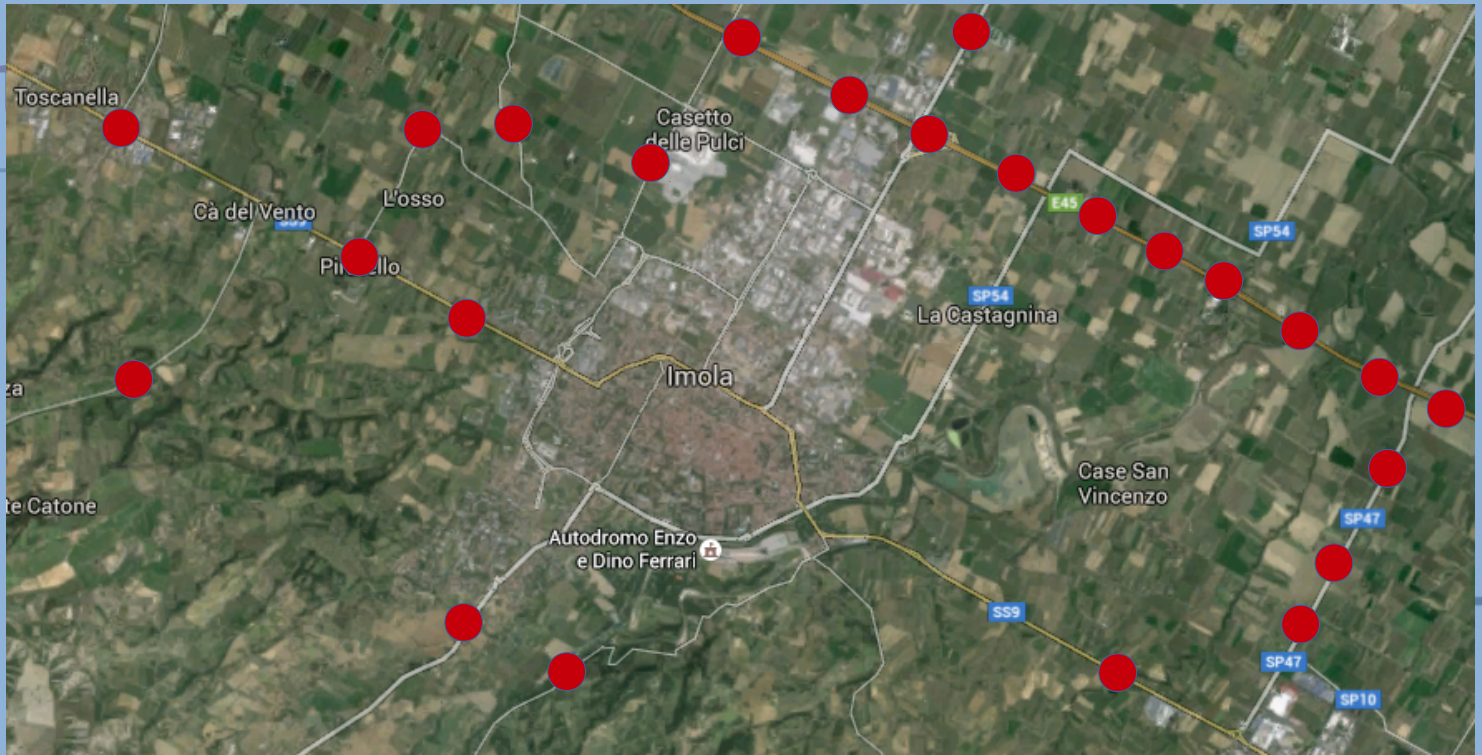 Toscanella
Casetto
delle Pulci
L'osso
Cà del Vento
SS9
E45
SP54
SP54
La Castagnina
Imola
za
Case San
Vincenzo
te Catone
SP47
Autodromo Enzo
e Dino Ferrari
SS9
SP47
SP10